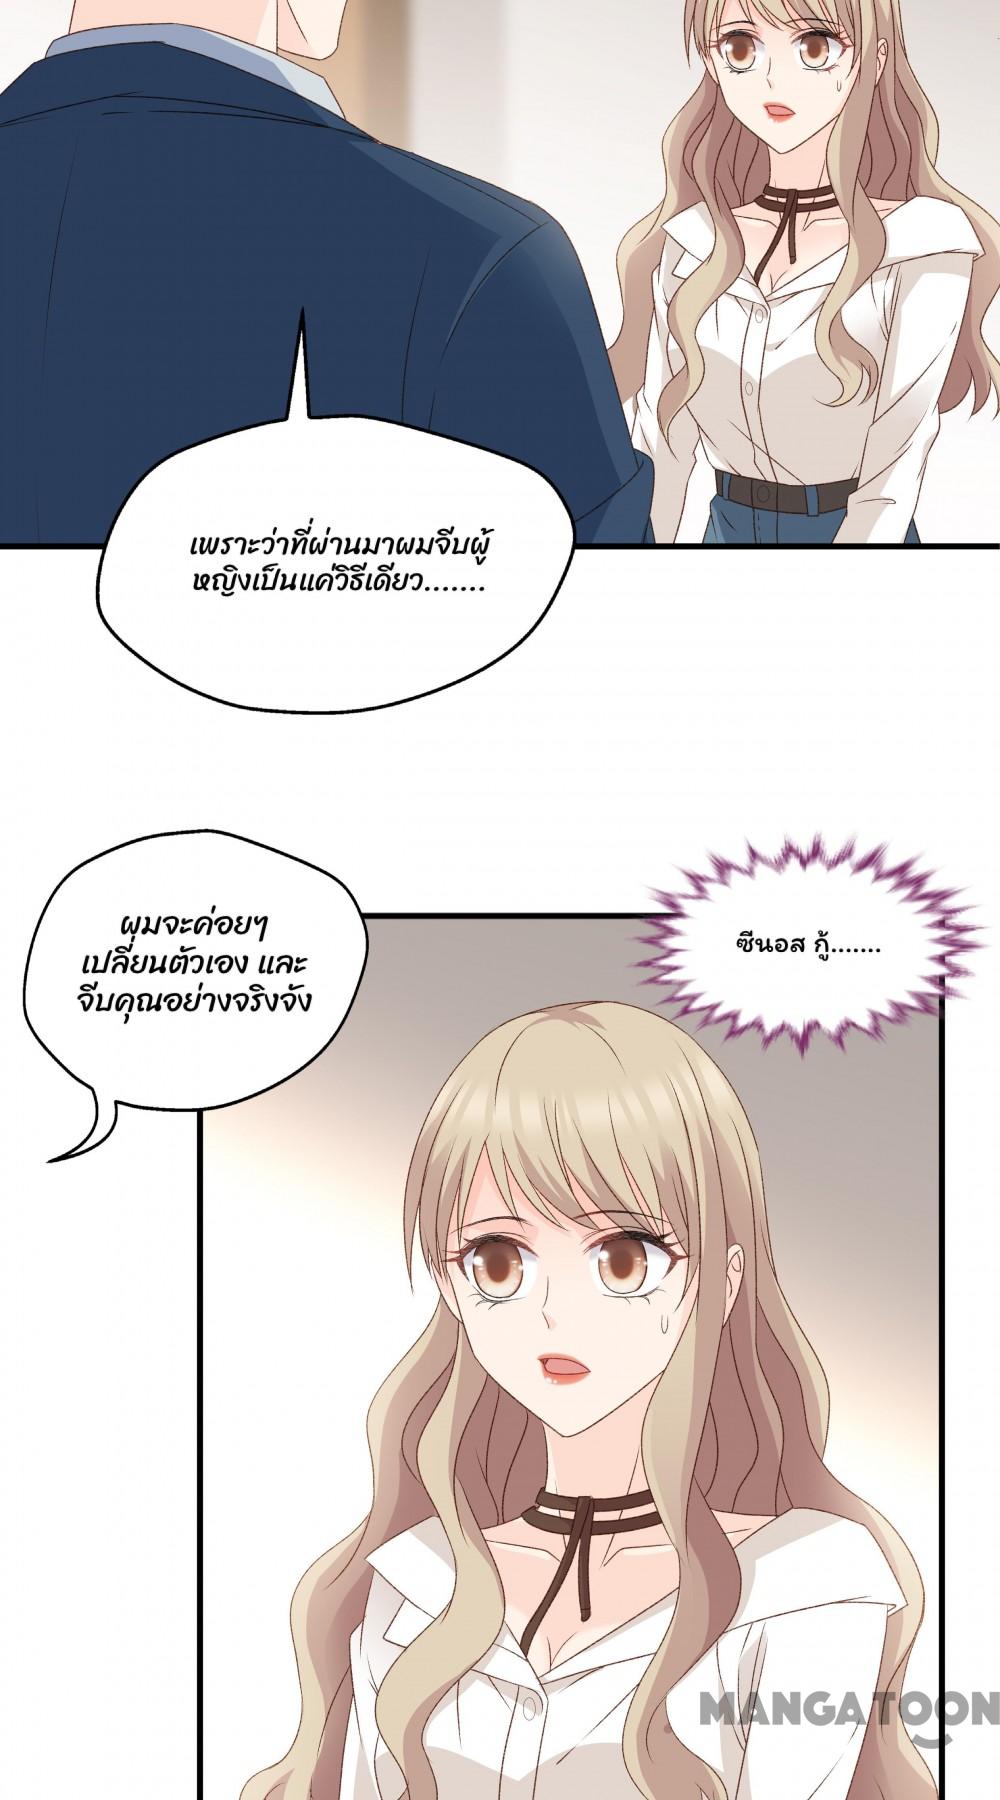 เพราะว่าที่ผ่านมาผมจีบผู้
หญิงเป็นแค่วิธีเดียว.......
ผมจะค่อยๆ
เปลี่ยนตัวเอง และ
จีบคุณอย่างจริงจัง
ซีนอส กู้.......
MANGATOON